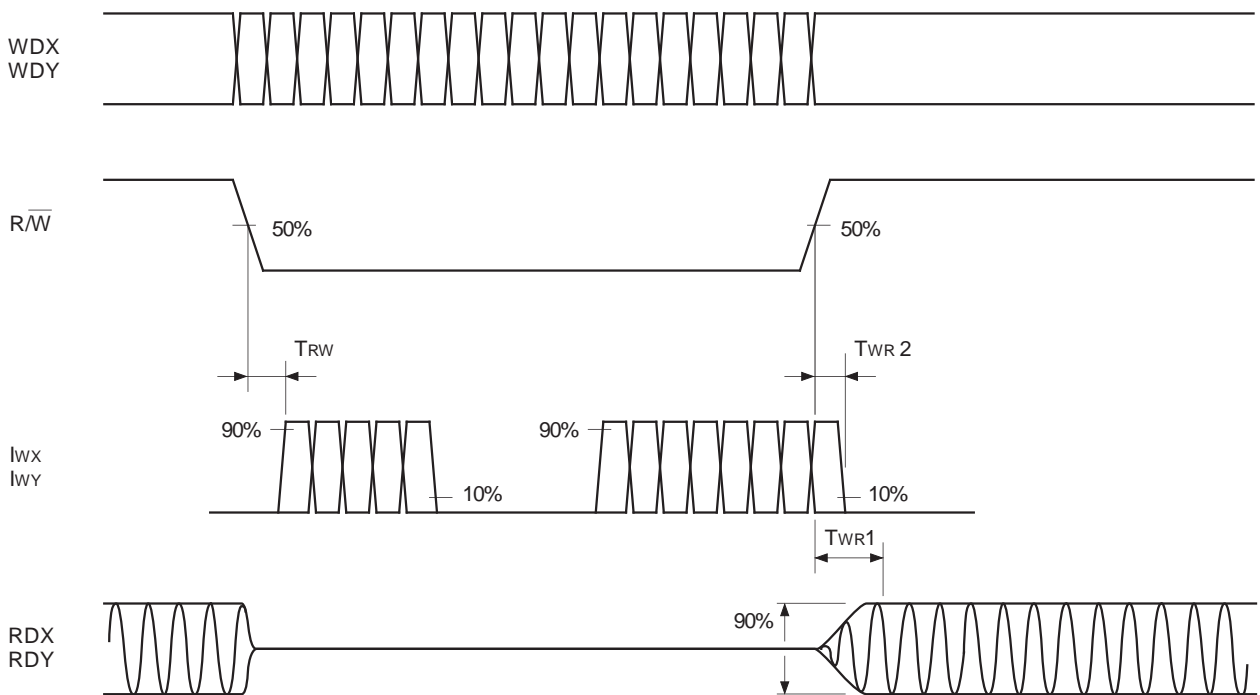 WDX
WDY
R/W̅
50%
50%
TRW
TWR 2
90%
90%
IWX
IWY
10%
10%
TWR1
RDX
RDY
90%